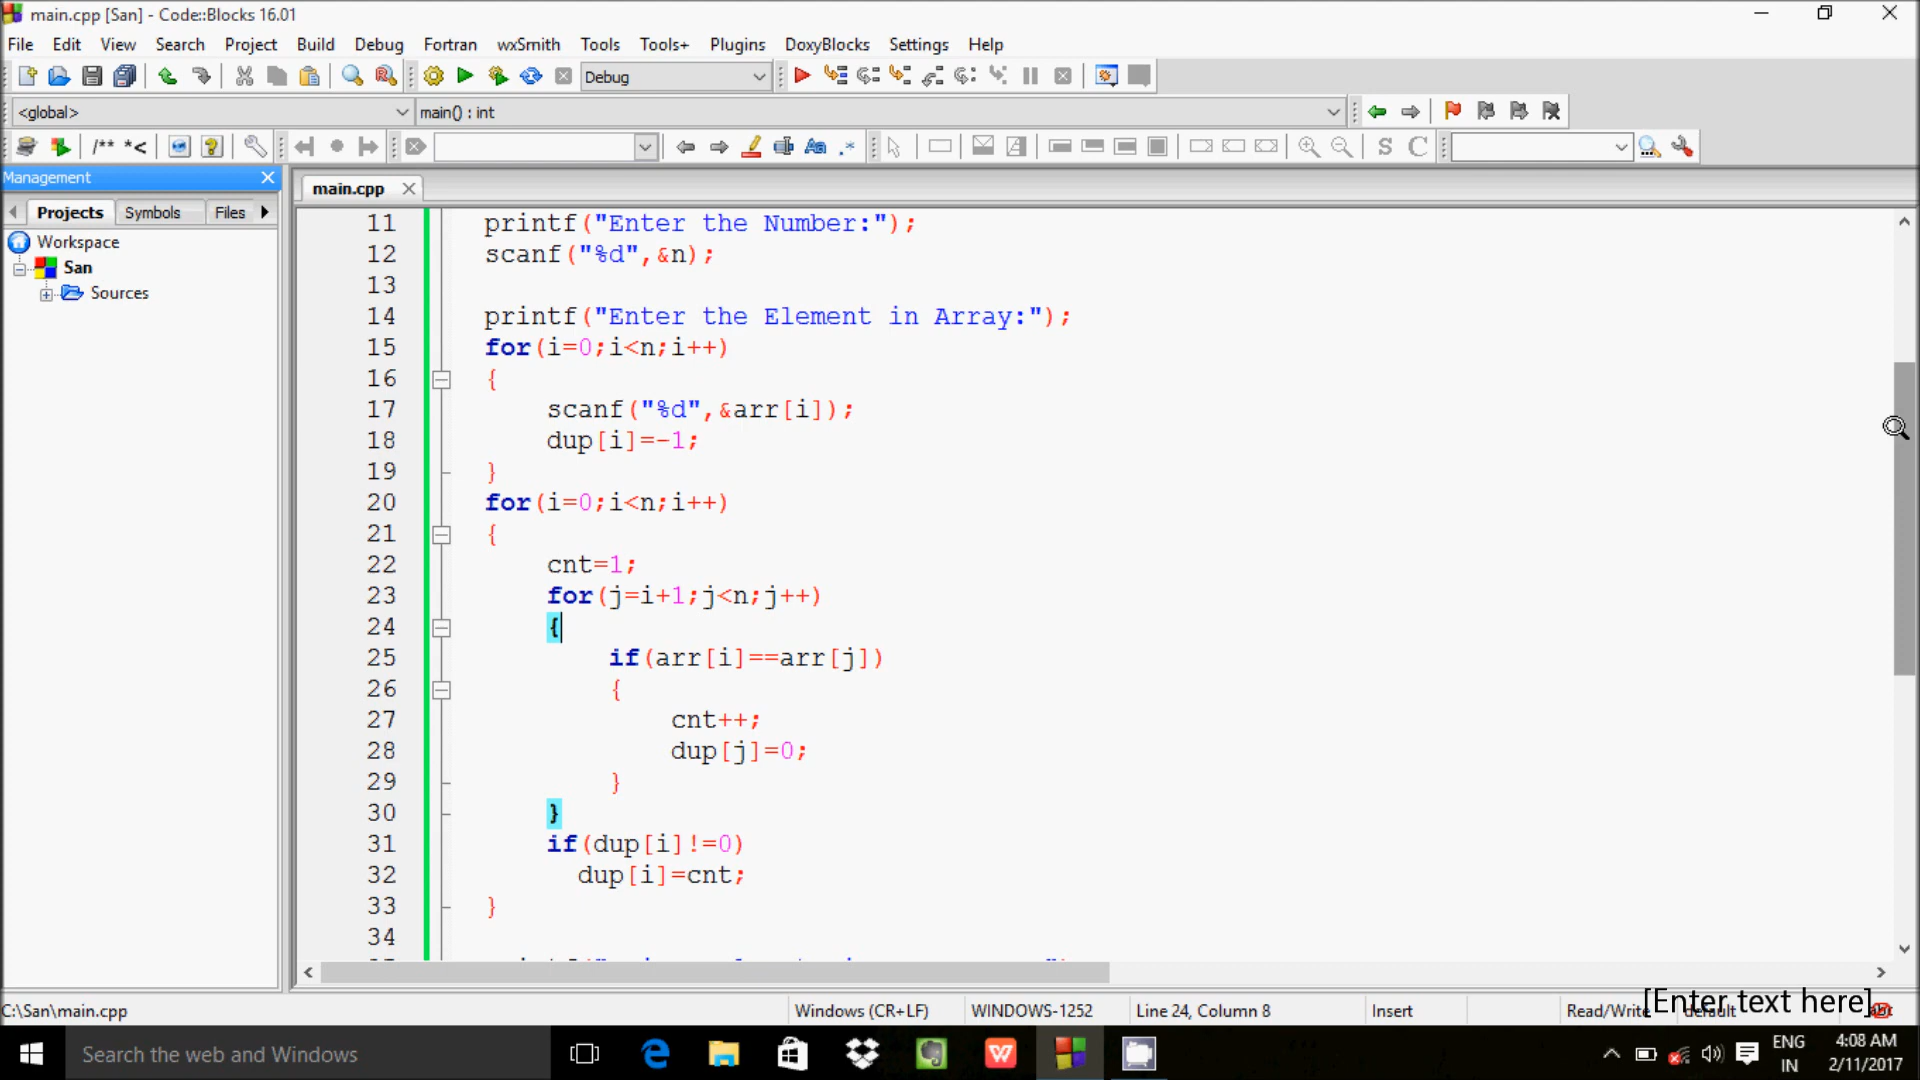 main.cpp [San] - Code::Blocks 16.01
File Edit View Search Project Build Debug Fortran wxSmith Tools Tools+ Plugins DoxyBlocks Settings Help
Debug
<global> main() : int
/** *< S C
Management
main.cpp
Projects Symbols Files
Workspace
San
Sources
11 printf("Enter the Number:");
12 scanf("%d",&n);
13
14 printf("Enter the Element in Array:");
15 for(i=0;i<n;i++)
16 {
17 scanf("%d",&arr[i]);
18 dup[i]=-1;
19 }
20 for(i=0;i<n;i++)
21 {
22 cnt=1;
23 for(j=i+1;j<n;j++)
24 {
25 if(arr[i]==arr[j])
26 {
27 cnt++;
28 dup[j]=0;
29 }
30 }
31 if(dup[i]!=0)
32 dup[i]=cnt;
33 }
34
C:\San\main.cpp Windows (CR+LF) WINDOWS-1252 Line 24, Column 8 Insert Read/Write default
[Enter text here]
Search the web and Windows
ENG
IN
4:08 AM
2/11/2017